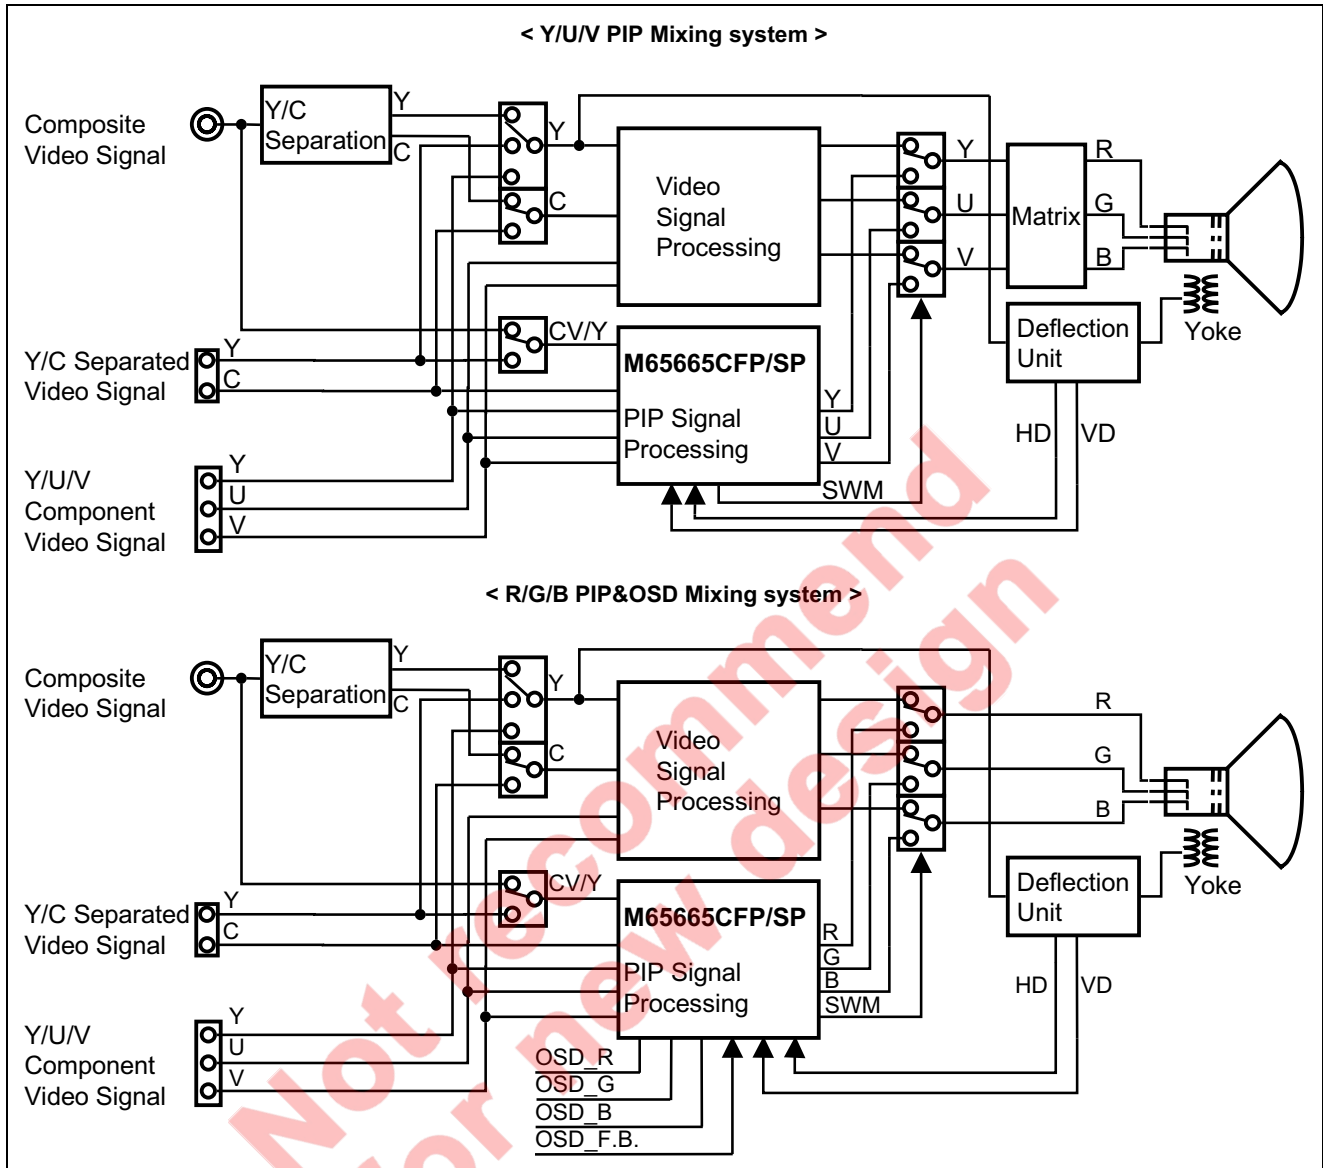 < Y/U/V PIP Mixing system >
Composite
Video Signal
Y/C
Separation
Y
C
Y
C
Video
Signal
Processing
Y
U
V
Matrix
R
G
B
Yoke
Deflection
Unit
HD
VD
CV/Y
Y/C Separated
Video Signal
Y
C
M65665CFP/SP
PIP Signal
Processing
Y
U
V
SWM
Y/U/V
Component
Video Signal
Y
U
V
< R/G/B PIP&OSD Mixing system >
Composite
Video Signal
Y/C
Separation
Y
C
Y
C
Video
Signal
Processing
R
G
B
Yoke
Deflection
Unit
HD
VD
CV/Y
Y/C Separated
Video Signal
Y
C
M65665CFP/SP
PIP Signal
Processing
R
G
B
SWM
Y/U/V
Component
Video Signal
Y
U
V
OSD_R
OSD_G
OSD_B
OSD_F.B.
Not recommend
for new design